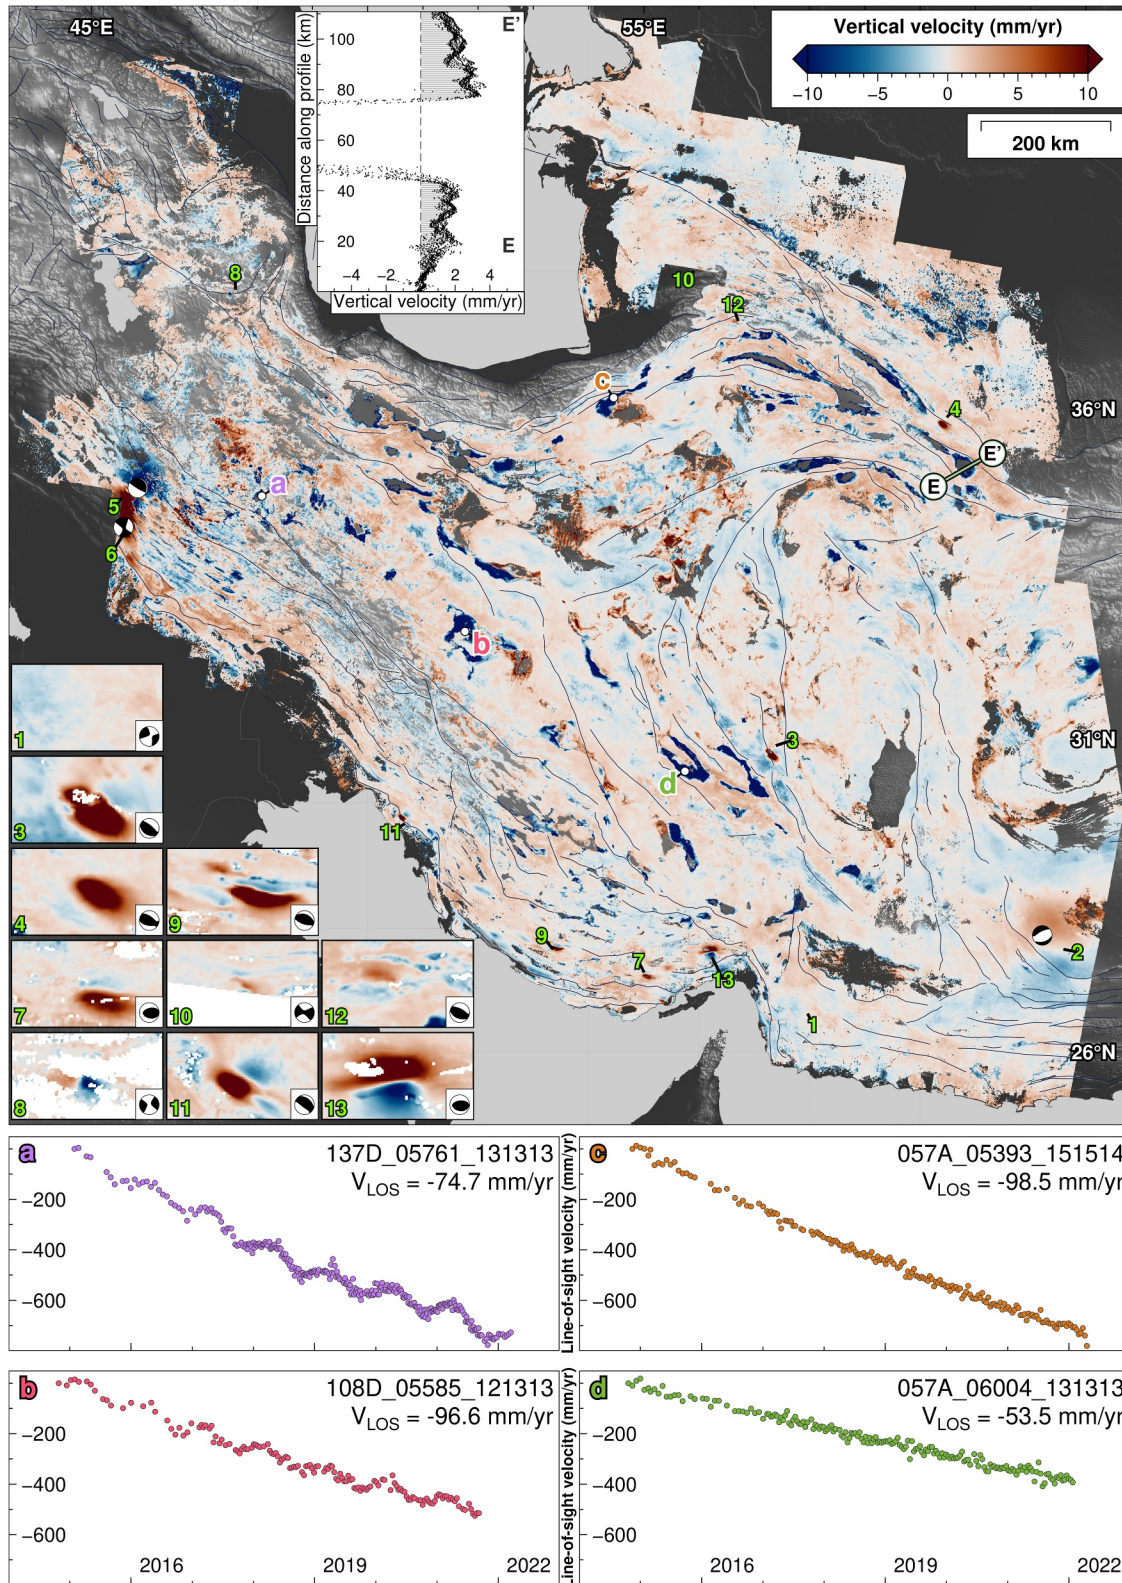 45°E
55°E
Vertical velocity (mm/yr)
−10 −5 0 5 10
200 km
E’
100
80
60
40
20
E
−4 −2 0 2 4
Distance along profile (km)
Vertical velocity (mm/yr)
8
10
12
c
36°N
4
E’
E
a
5
6
b
31°N
3
d
11
9
7
13
2
1
26°N
1
3
4
9
7
10
12
8
11
13
a
137D_05761_131313
VLOS = -74.7 mm/yr
−200
−400
−600
c
057A_05393_151514
VLOS = -98.5 mm/yr
Line-of-sight velocity (mm/yr)
−200
−400
−600
b
108D_05585_121313
VLOS = -96.6 mm/yr
−200
−400
−600
2016 2019 2022
d
057A_06004_131313
VLOS = -53.5 mm/yr
Line-of-sight velocity (mm/yr)
−200
−400
−600
2016 2019 2022